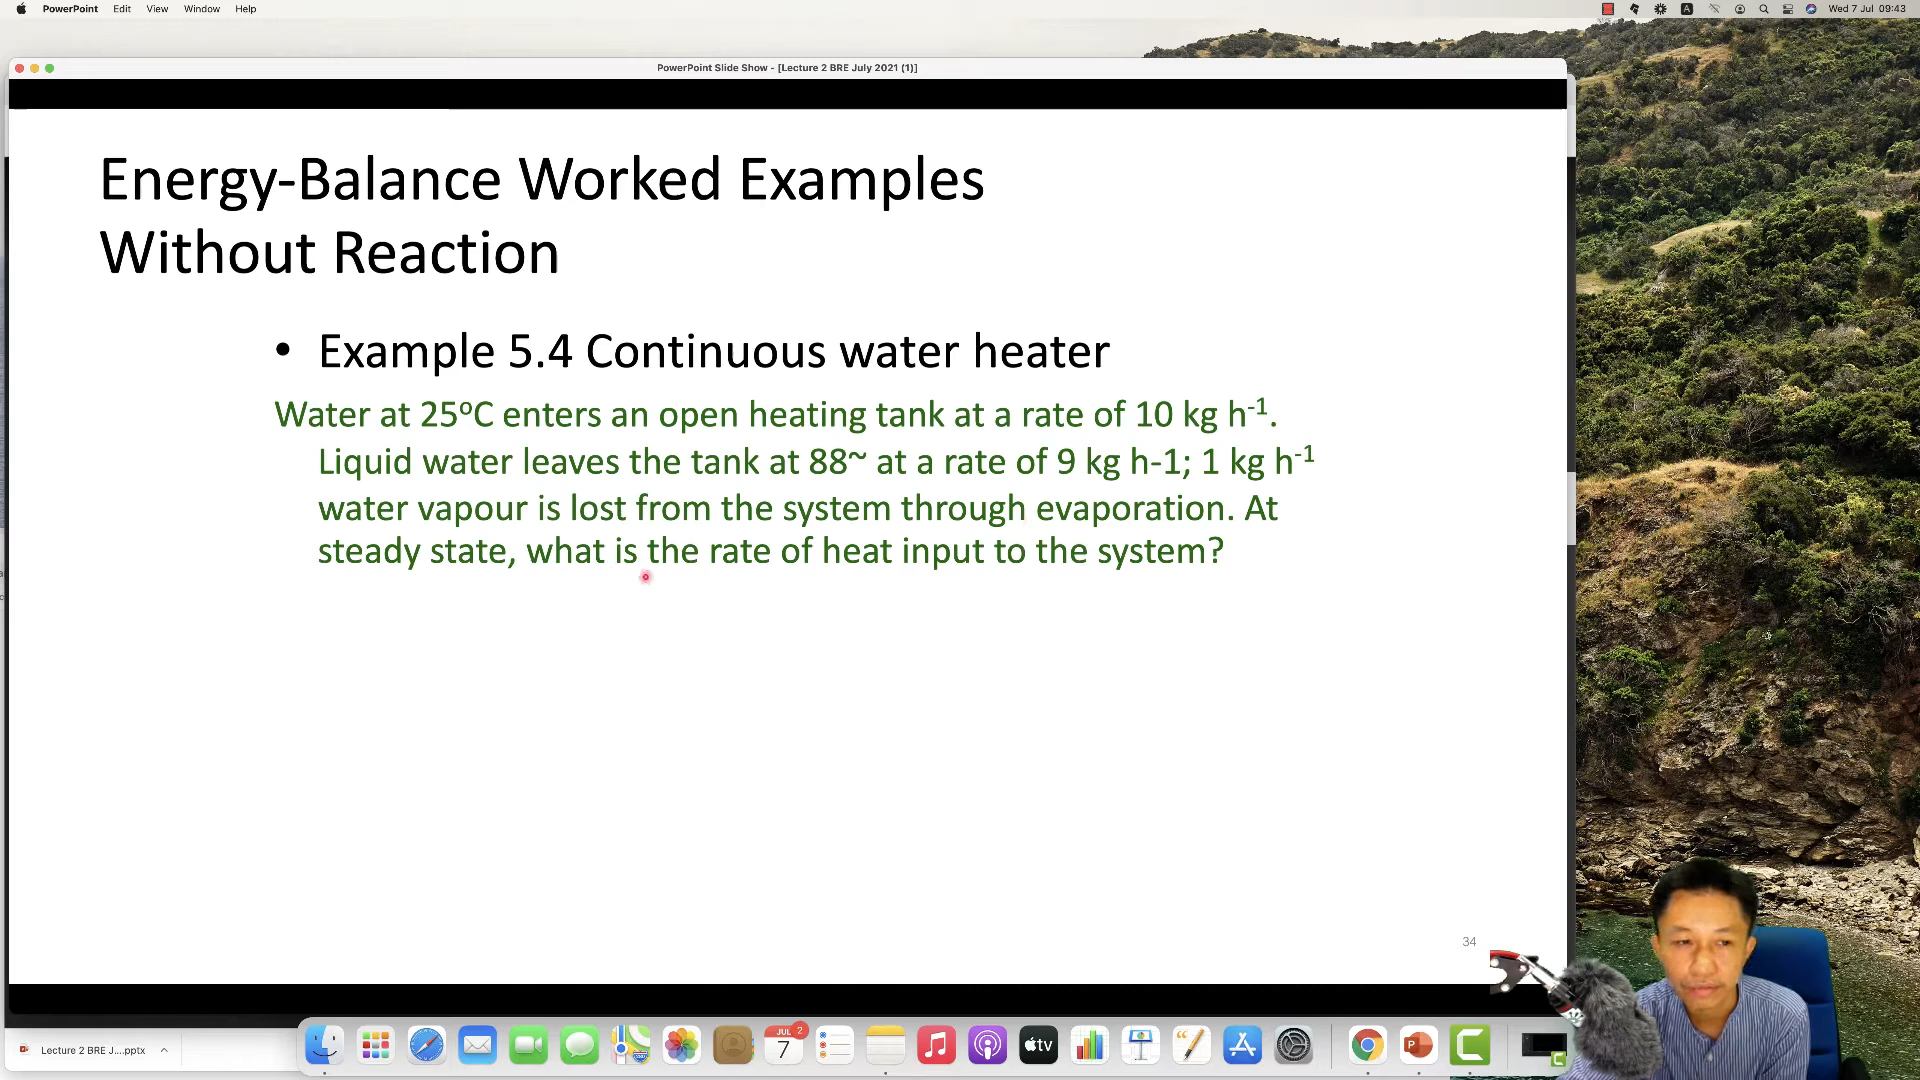 PowerPoint Edit View Window Help
A Wed 7 Jul 09:43
PowerPoint Slide Show - [Lecture 2 BRE July 2021 (1)]
Energy-Balance Worked Examples
Without Reaction
• Example 5.4 Continuous water heater
Water at 25°C enters an open heating tank at a rate of 10 kg h-1.
Liquid water leaves the tank at 88~ at a rate of 9 kg h-1; 1 kg h-1
water vapour is lost from the system through evaporation. At
steady state, what is the rate of heat input to the system?
34
Lecture 2 BRE J....pptx
JUL 2
7
tv